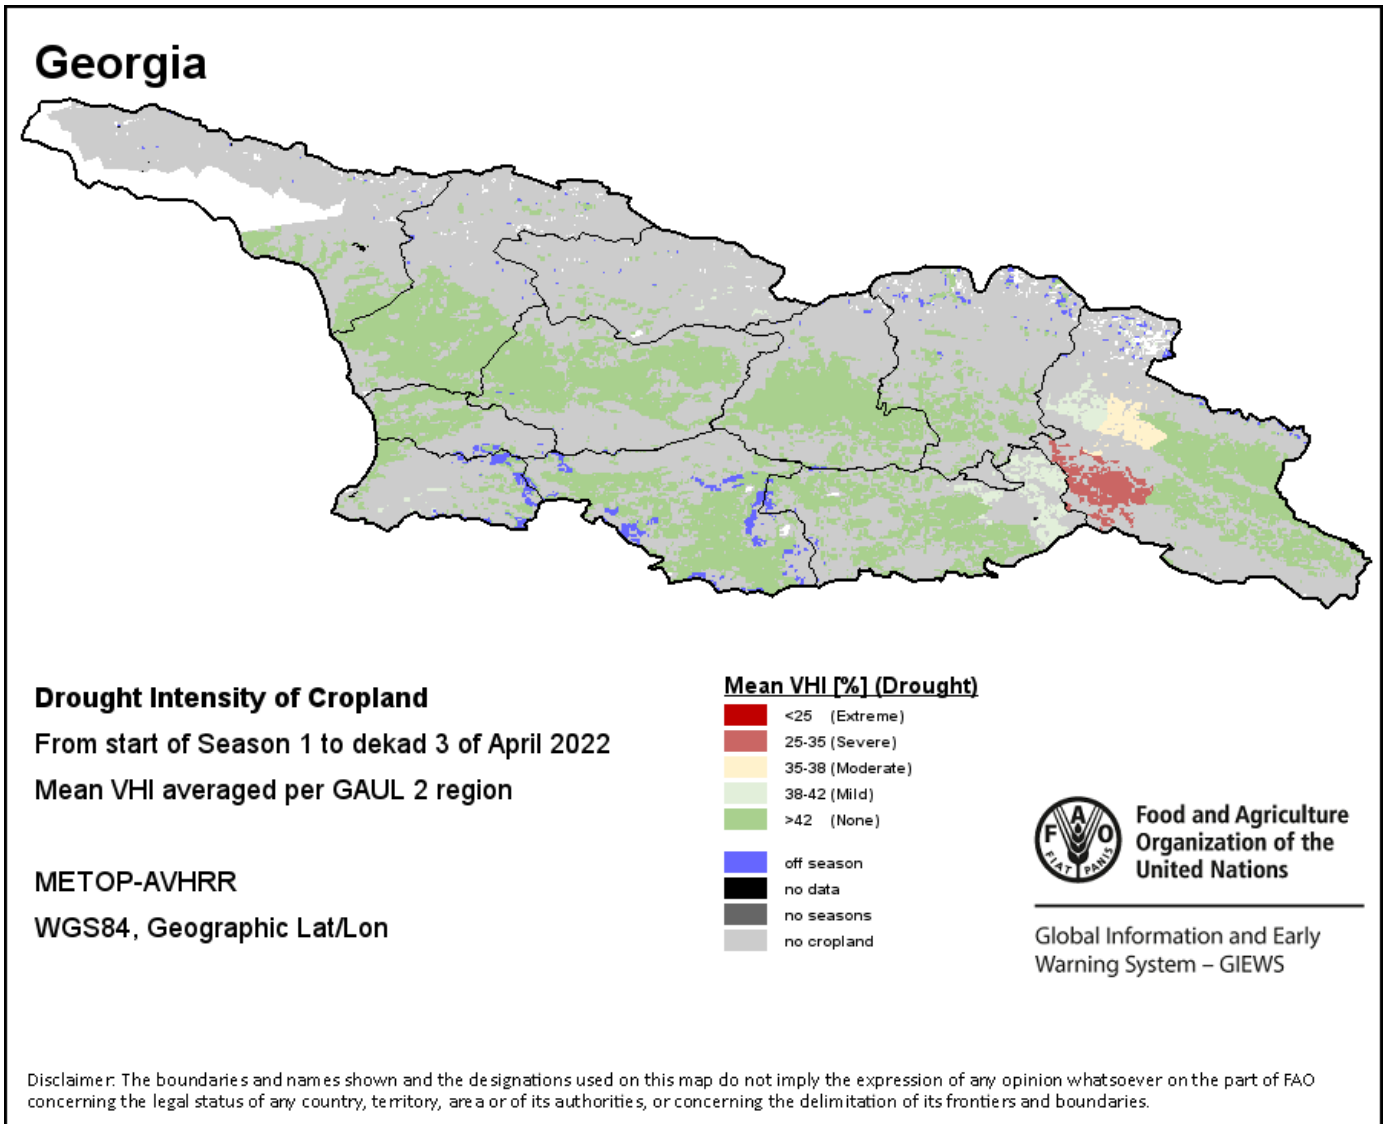 Georgia
Drought Intensity of Cropland
From start of Season 1 to dekad 3 of April 2022
Mean VHI averaged per GAUL 2 region
METOP-AVHRR
WGS84, Geographic Lat/Lon
Mean VHI [%] (Drought)
<25 (Extreme)
25-35 (Severe)
35-38 (Moderate)
38-42 (Mild)
>42 (None)
off season
no data
no seasons
no cropland
F A O
FIAT PANIS
Food and Agriculture
Organization of the
United Nations
Global Information and Early
Warning System – GIEWS
Disclaimer: The boundaries and names shown and the designations used on this map do not imply the expression of any opinion whatsoever on the part of FAO
concerning the legal status of any country, territory, area or of its authorities, or concerning the delimitation of its frontiers and boundaries.